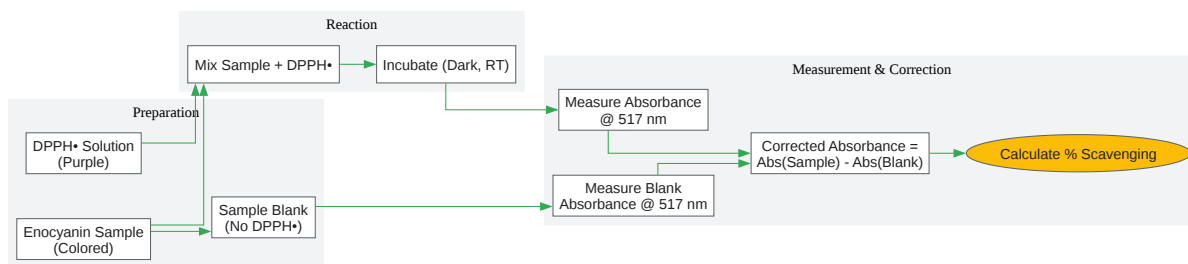 Reaction
Mix Sample + DPPH•
Incubate (Dark, RT)
Measurement & Correction
Preparation
Measure Absorbance
@ 517 nm
DPPH• Solution
(Purple)
Corrected Absorbance =
Abs(Sample) - Abs(Blank)
Calculate % Scavenging
Measure Blank
Absorbance @ 517 nm
Sample Blank
(No DPPH•)
Enocyanin Sample
(Colored)